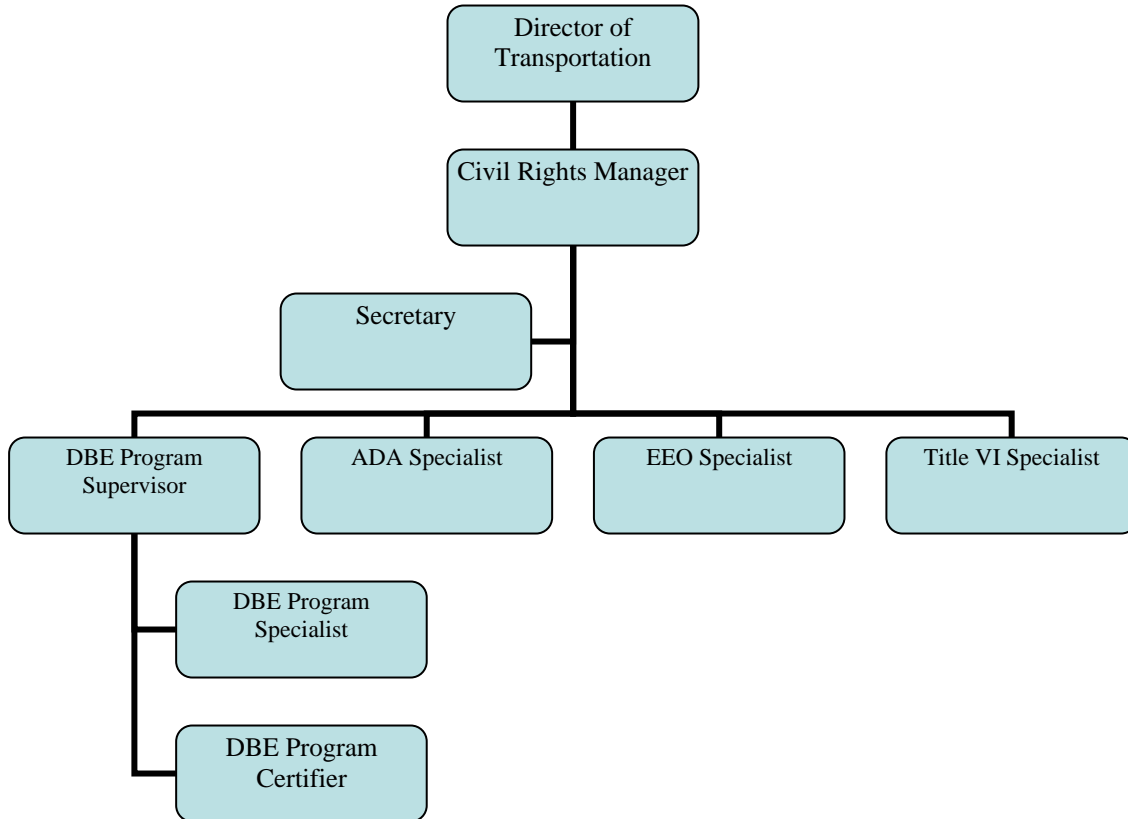 Director of
Transportation
Civil Rights Manager
Secretary
DBE Program
Supervisor
ADA Specialist
EEO Specialist
Title VI Specialist
DBE Program
Specialist
DBE Program
Certifier